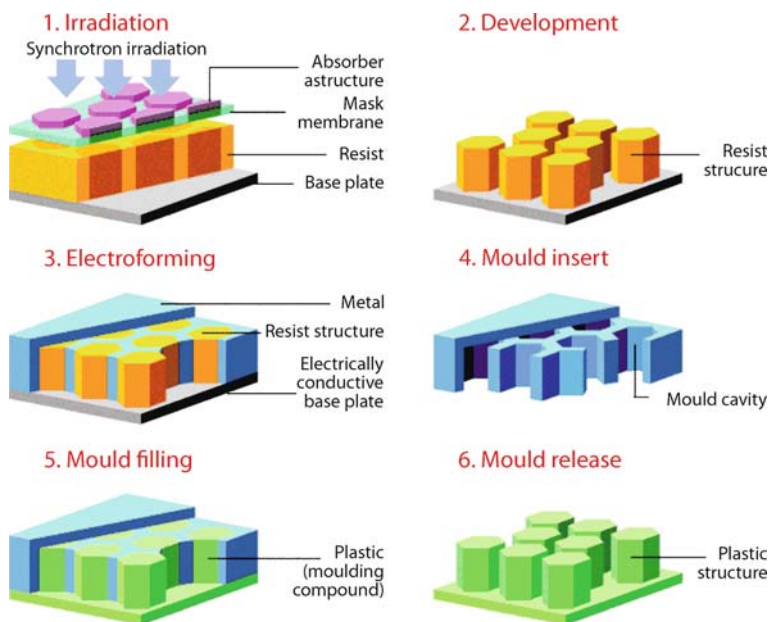 1. Irradiation
Synchrotron irradiation
Absorber
astructure
Mask
membrane
Resist
Base plate
2. Development
Resist
strucure
3. Electroforming
Metal
Resist structure
Electrically
conductive
base plate
4. Mould insert
Mould cavity
5. Mould filling
Plastic
(moulding
compound)
6. Mould release
Plastic
structure